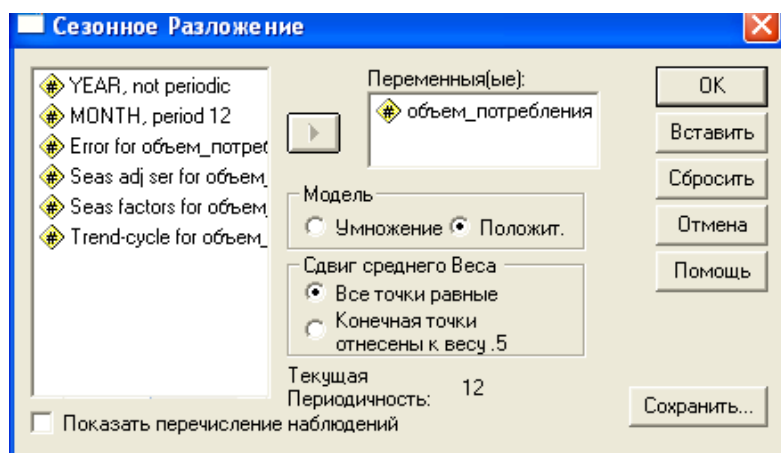 Сезонное Разложение
YEAR, not periodic
MONTH, period 12
Error for объем_потреб
Seas adj ser for объем_
Seas factors for объем_
Trend-cycle for объем_
Показать перечисление наблюдений
Переменныя(ые):
объем_потребления
Модель
Умножение
Положит.
Сдвиг среднего Веса
Все точки равные
Конечная точки
отнесены к весу .5
Текущая
Периодичность: 12
OK
Вставить
Сбросить
Отмена
Помощь
Сохранить...